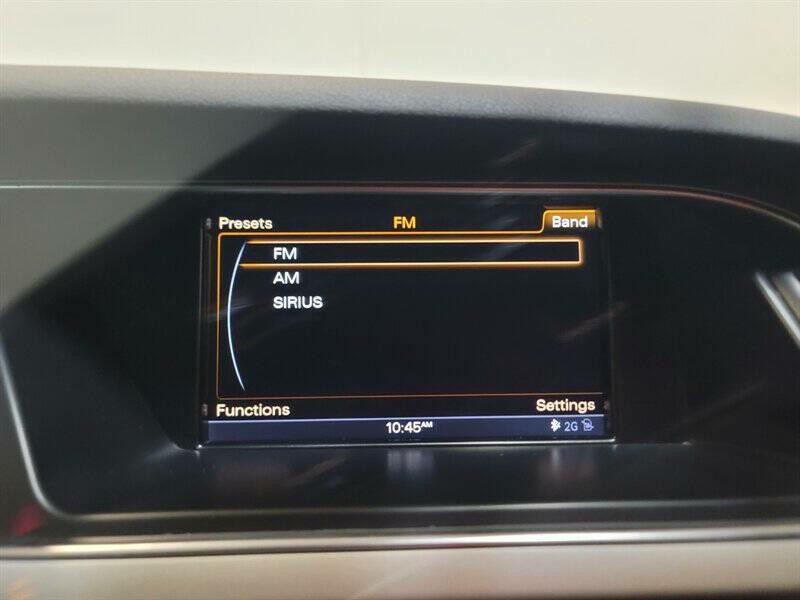 Presets FM Band
FM
AM
SIRIUS
Functions Settings
10:45AM 2G